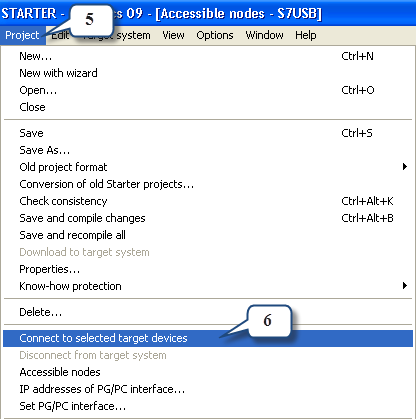 STARTER - ics 09 - [Accessible nodes - S7USB]
5
Project Edit Target system View Options Window Help
New... Ctrl+N
New with wizard
Open... Ctrl+O
Close
Save Ctrl+S
Save As...
Old project format
Conversion of old Starter projects...
Check consistency Ctrl+Alt+K
Save and compile changes Ctrl+Alt+B
Save and recompile all
Download to target system
Properties...
Know-how protection
Delete...
6
Connect to selected target devices
Disconnect from target system
Accessible nodes
IP addresses of PG/PC interface...
Set PG/PC interface...